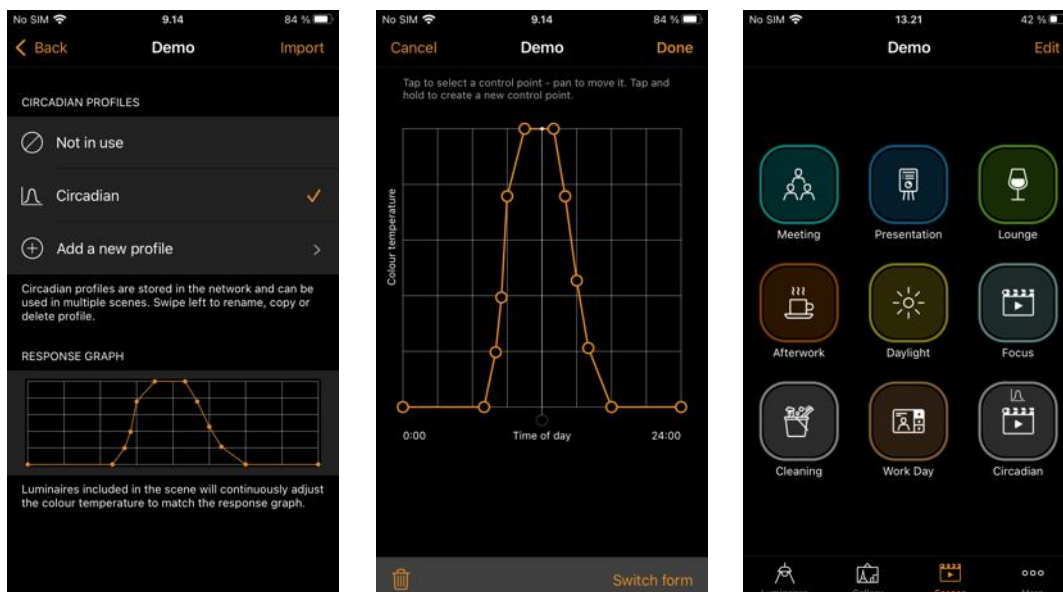 No SIM 9.14 84 %
Back Demo Import
CIRCADIAN PROFILES
Not in use
Circadian
Add a new profile
Circadian profiles are stored in the network and can be
used in multiple scenes. Swipe left to rename, copy or
delete profile.
RESPONSE GRAPH
Luminaires included in the scene will continuously adjust
the colour temperature to match the response graph.
No SIM 9.14 84 %
Cancel Demo Done
Tap to select a control point - pan to move it. Tap and
hold to create a new control point.
Colour temperature
0:00 Time of day 24:00
Switch form
No SIM 13.21 42 %
Demo Edit
Meeting Presentation Lounge
Afterwork Daylight Focus
Cleaning Work Day Circadian